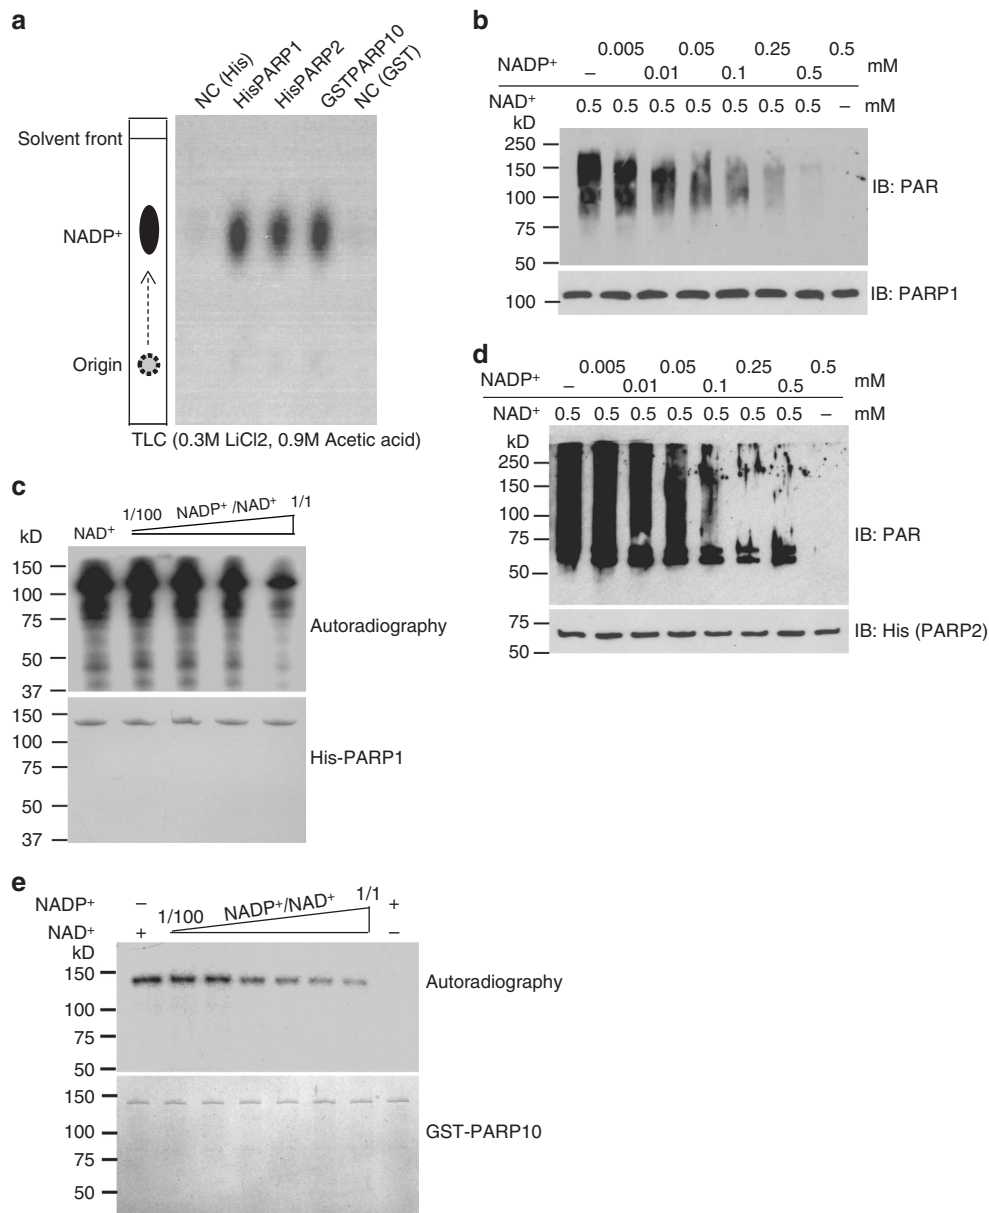 a
NC (His)
HisPARP1
HisPARP2
GSTPARP10
NC (GST)
Solvent front
NADP+
Origin
TLC (0.3M LiCl2, 0.9M Acetic acid)
b
0.005 0.05 0.25 0.5
NADP+ – 0.01 0.1 0.5 mM
NAD+ 0.5 0.5 0.5 0.5 0.5 0.5 0.5 – mM
kD
250
150
100
75
50
IB: PAR
100
IB: PARP1
c
1/100 NADP+ /NAD+ 1/1
kD NAD+
150
100
75
50
37
Autoradiography
150
100
75
50
37
His-PARP1
d
0.005 0.05 0.25 0.5
NADP+ – 0.01 0.1 0.5 mM
NAD+ 0.5 0.5 0.5 0.5 0.5 0.5 0.5 – mM
kD
250
150
100
75
50
IB: PAR
75
50
IB: His (PARP2)
e
NADP+ – 1/100 NADP+/NAD+ 1/1 +
NAD+ + –
kD
150
100
75
50
Autoradiography
150
100
75
50
GST-PARP10